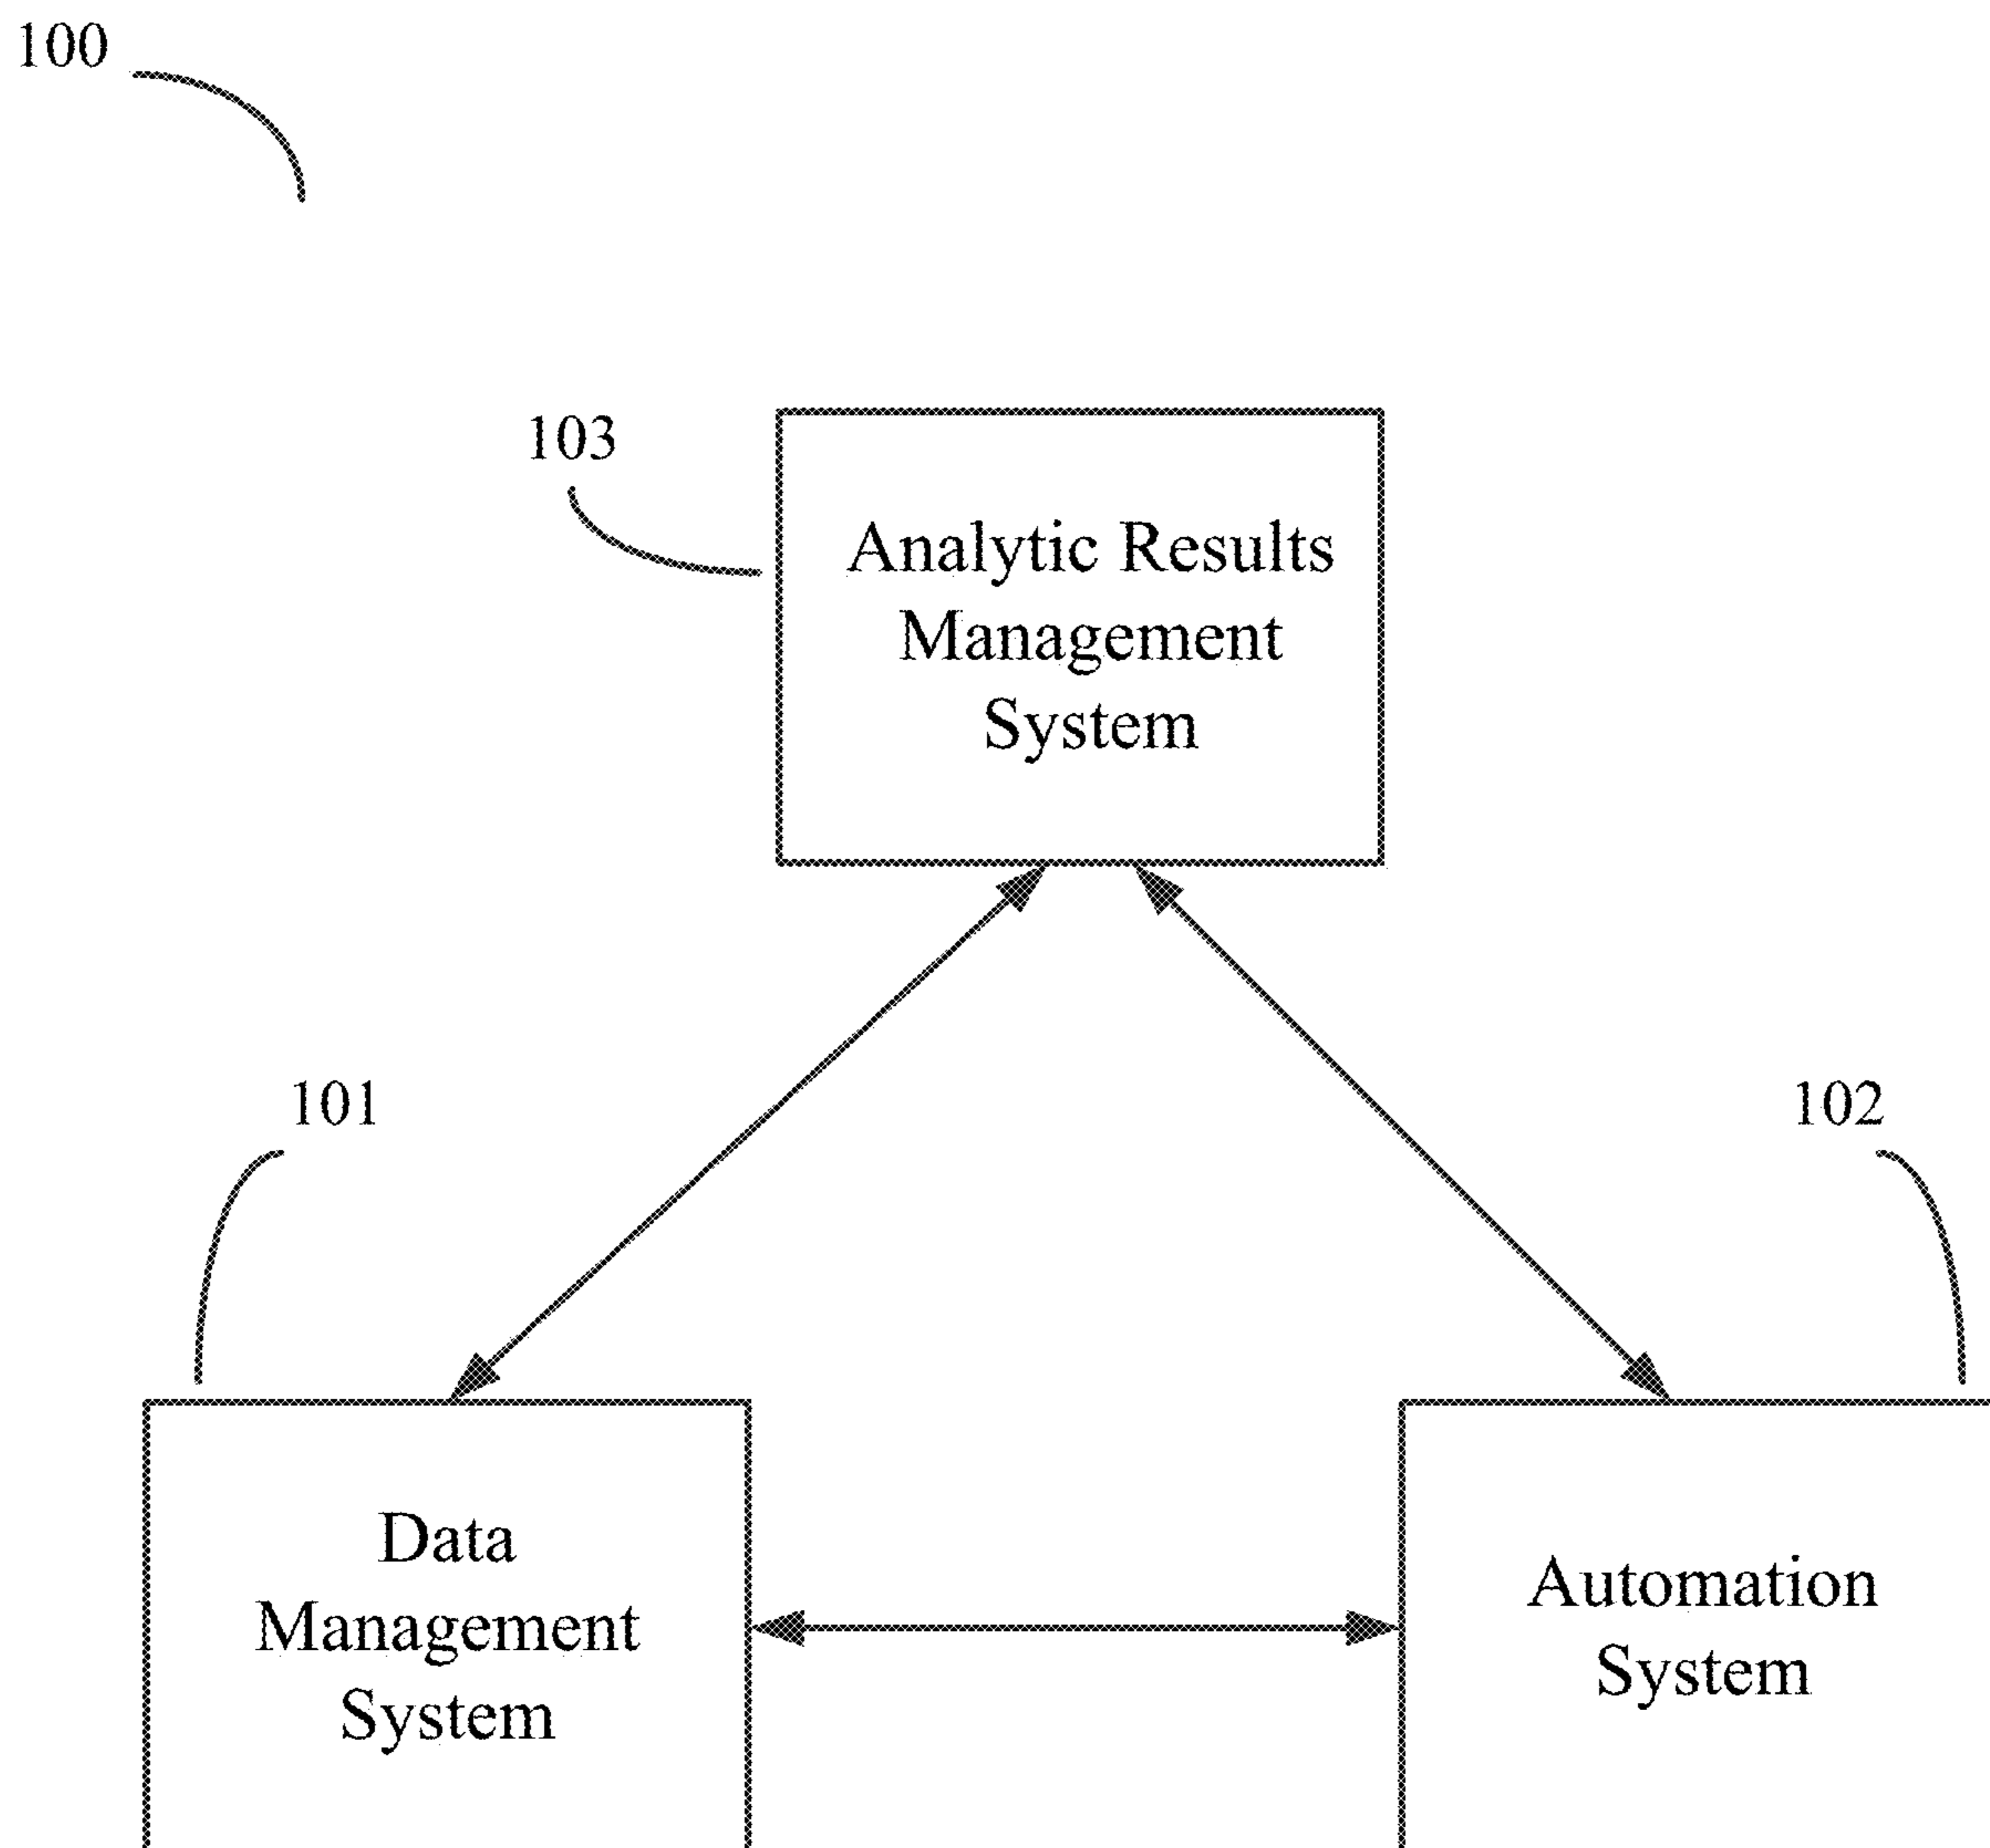 100
103
Analytic Results
Management
System
101
102
Data
Management
System
Automation
System